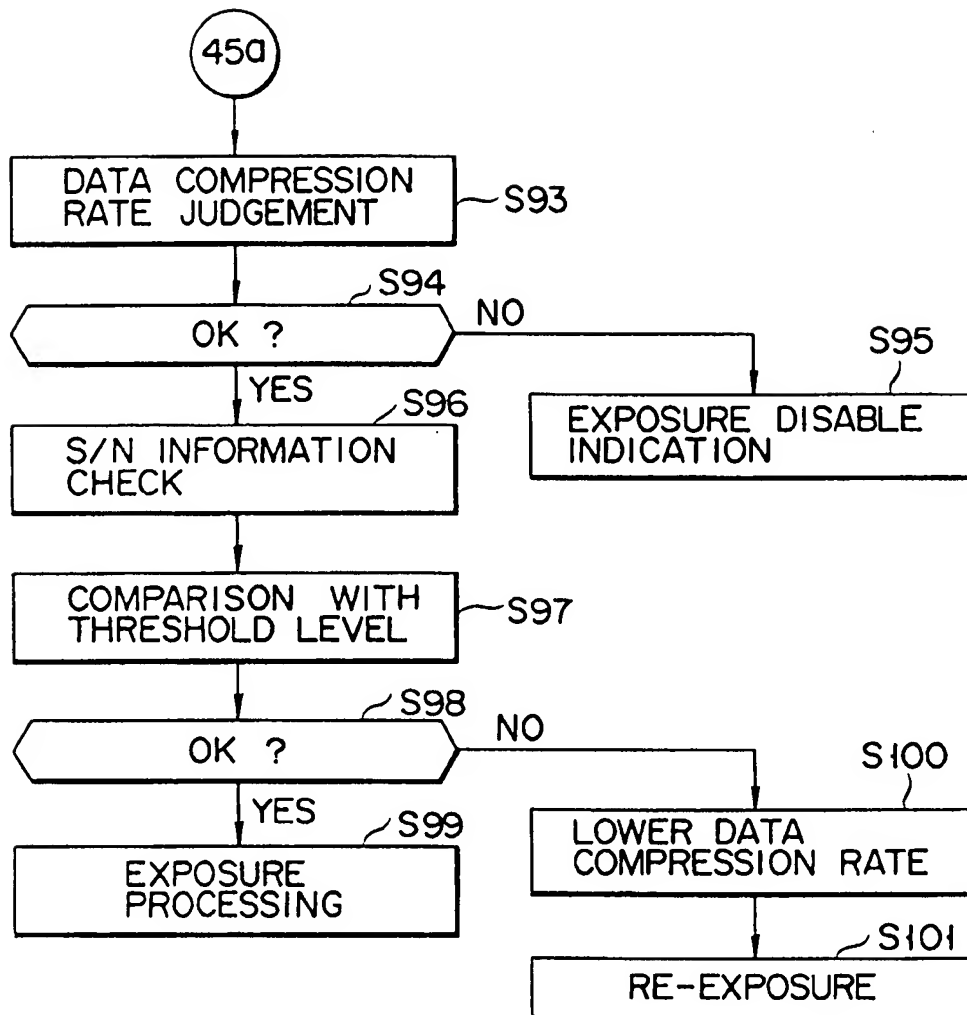 45a
DATA COMPRESSION
RATE JUDGEMENT
S93
S94
OK ?
NO
YES
S95
EXPOSURE DISABLE
INDICATION
S96
S/N INFORMATION
CHECK
COMPARISON WITH
THRESHOLD LEVEL
S97
S98
OK ?
NO
YES
S99
EXPOSURE
PROCESSING
S100
LOWER DATA
COMPRESSION RATE
S101
RE-EXPOSURE